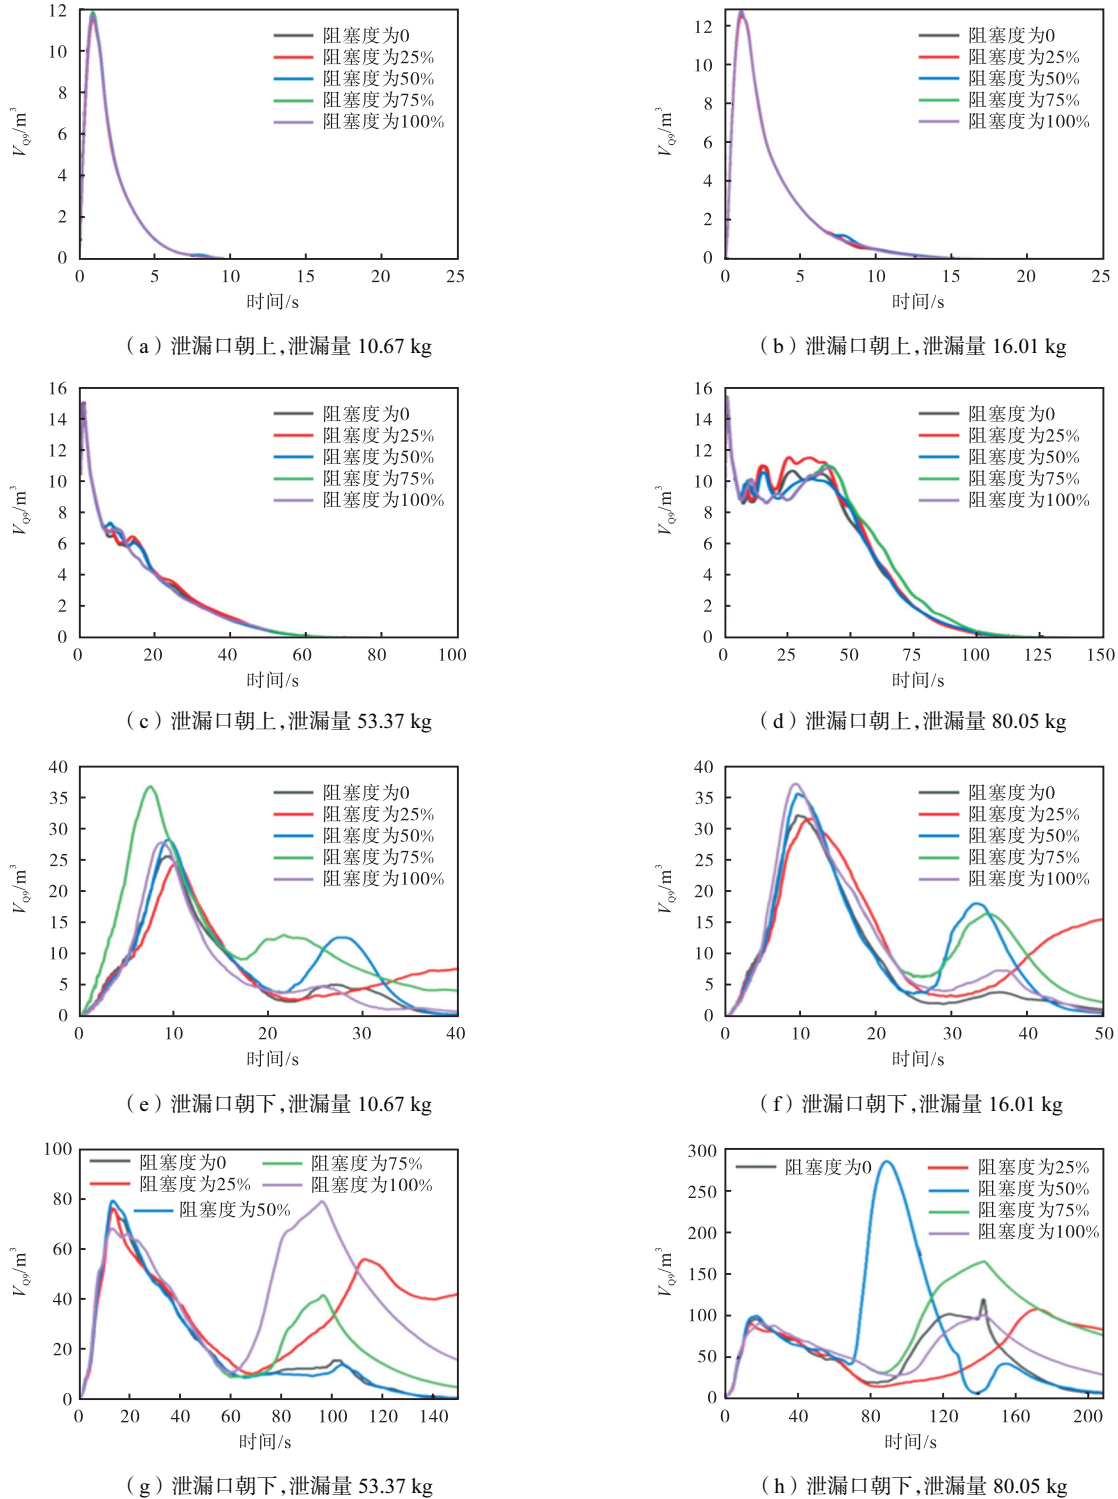 12
10
8
6
4
2
0
V_Q9/m³
阻塞度为0
阻塞度为25%
阻塞度为50%
阻塞度为75%
阻塞度为100%
0 5 10 15 20 25
时间/s
（a）泄漏口朝上,泄漏量 10.67 kg
12
10
8
6
4
2
0
V_Q9/m³
阻塞度为0
阻塞度为25%
阻塞度为50%
阻塞度为75%
阻塞度为100%
0 5 10 15 20 25
时间/s
（b）泄漏口朝上,泄漏量 16.01 kg
16
14
12
10
8
6
4
2
0
V_Q9/m³
阻塞度为0
阻塞度为25%
阻塞度为50%
阻塞度为75%
阻塞度为100%
0 20 40 60 80 100
时间/s
（c）泄漏口朝上,泄漏量 53.37 kg
16
14
12
10
8
6
4
2
0
V_Q9/m³
阻塞度为0
阻塞度为25%
阻塞度为50%
阻塞度为75%
阻塞度为100%
0 25 50 75 100 125 150
时间/s
（d）泄漏口朝上,泄漏量 80.05 kg
40
35
30
25
20
15
10
5
0
V_Q9/m³
阻塞度为0
阻塞度为25%
阻塞度为50%
阻塞度为75%
阻塞度为100%
0 10 20 30 40
时间/s
（e）泄漏口朝下,泄漏量 10.67 kg
40
35
30
25
20
15
10
5
0
V_Q9/m³
阻塞度为0
阻塞度为25%
阻塞度为50%
阻塞度为75%
阻塞度为100%
0 10 20 30 40 50
时间/s
（f）泄漏口朝下,泄漏量 16.01 kg
100
80
60
40
20
0
V_Q9/m³
阻塞度为0 阻塞度为75%
阻塞度为25% 阻塞度为100%
阻塞度为50%
0 20 40 60 80 100 120 140
时间/s
（g）泄漏口朝下,泄漏量 53.37 kg
300
250
200
150
100
50
0
V_Q9/m³
阻塞度为0 阻塞度为25%
阻塞度为50%
阻塞度为75%
阻塞度为100%
0 40 80 120 160 200
时间/s
（h）泄漏口朝下,泄漏量 80.05 kg